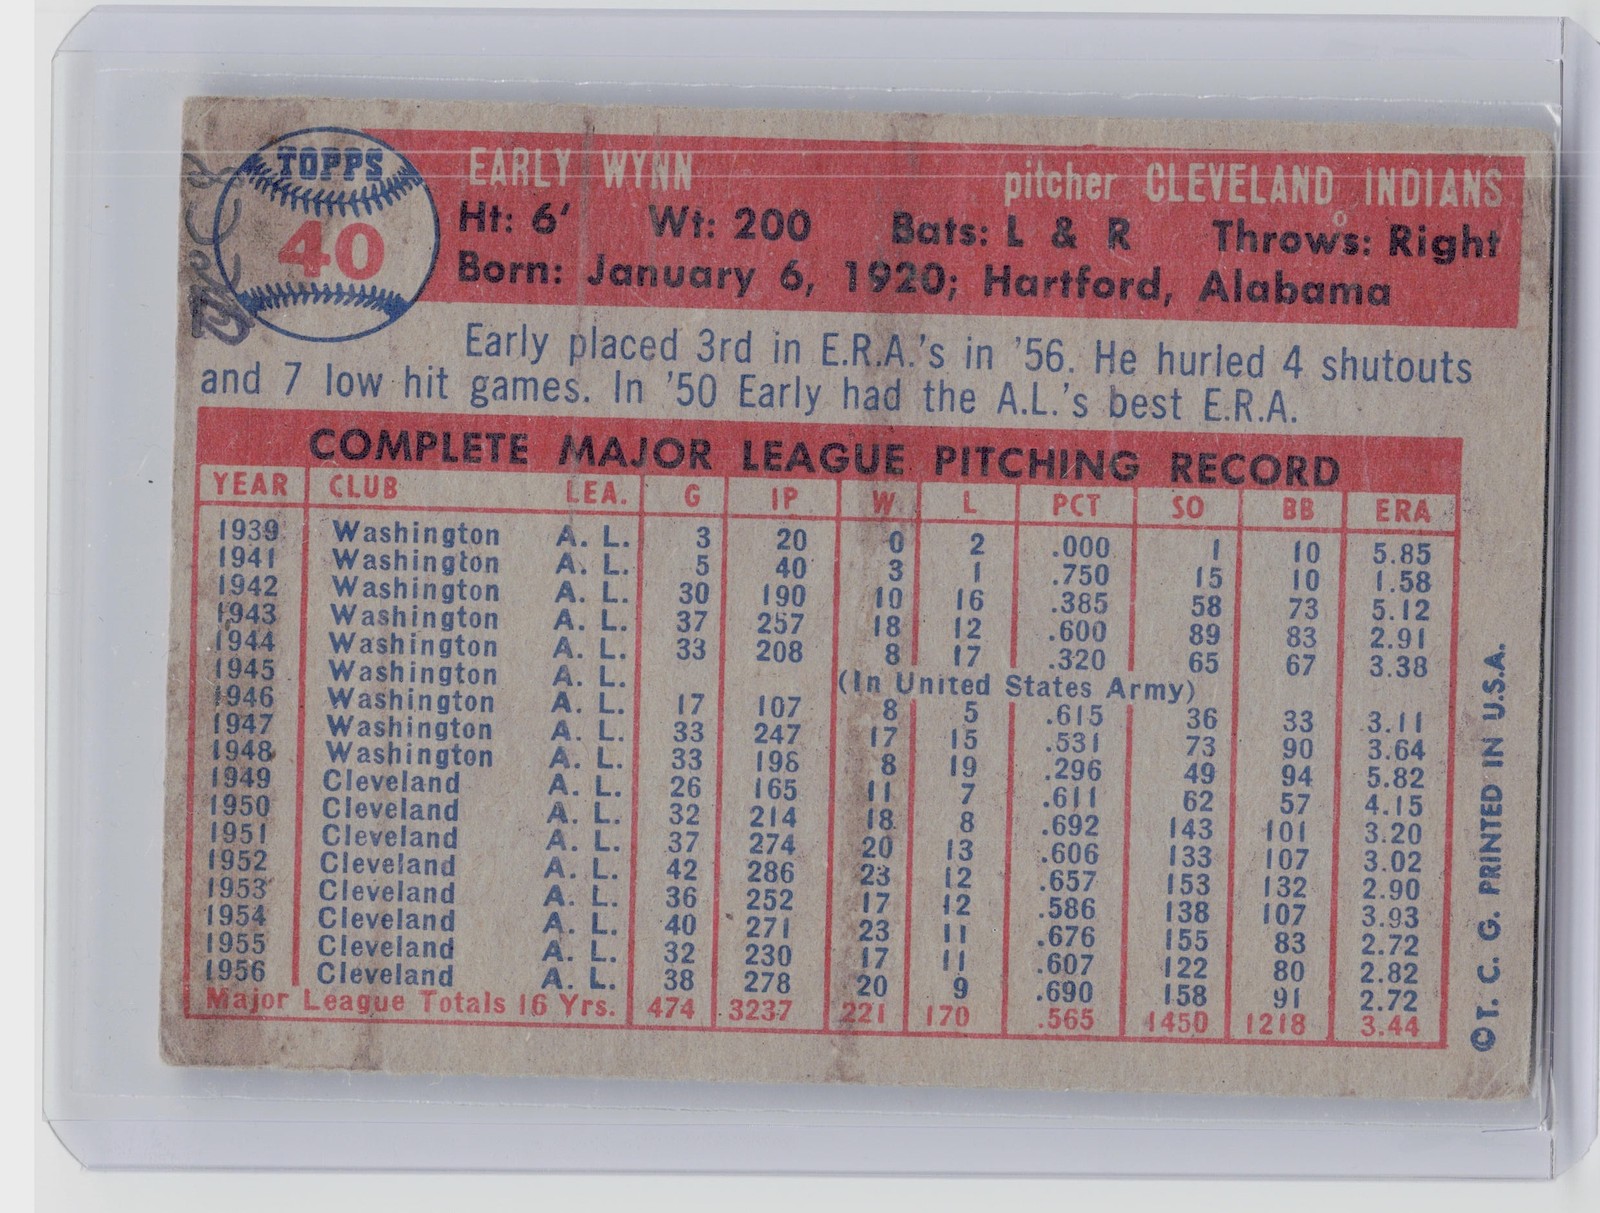 TOPPS
40
EARLY WYNN pitcher CLEVELAND INDIANS
Ht: 6' Wt: 200 Bats: L & R Throws: Right
Born: January 6, 1920; Hartford, Alabama
Early placed 3rd in E.R.A.'s in '56. He hurled 4 shutouts
and 7 low hit games. In '50 Early had the A.L.'s best E.R.A.
COMPLETE MAJOR LEAGUE PITCHING RECORD
YEAR CLUB LEA. G IP W L PCT SO BB ERA
1939 Washington A. L. 3 20 0 2 .000 1 10 5.85
1941 Washington A. L. 5 40 3 1 .750 15 10 1.58
1942 Washington A. L. 30 190 10 16 .385 58 73 5.12
1943 Washington A. L. 37 257 18 12 .600 89 83 2.91
1944 Washington A. L. 33 208 8 17 .320 65 67 3.38
1945 Washington A. L. (In United States Army)
1946 Washington A. L. 17 107 8 5 .615 36 33 3.11
1947 Washington A. L. 33 247 17 15 .531 73 90 3.64
1948 Washington A. L. 33 198 8 19 .296 49 94 5.82
1949 Cleveland A. L. 26 165 11 7 .611 62 57 4.15
1950 Cleveland A. L. 32 214 18 8 .692 143 101 3.20
1951 Cleveland A. L. 37 274 20 13 .606 133 107 3.02
1952 Cleveland A. L. 42 286 23 12 .657 153 132 2.90
1953 Cleveland A. L. 36 252 17 12 .586 138 107 3.93
1954 Cleveland A. L. 40 271 23 11 .676 155 83 2.72
1955 Cleveland A. L. 32 230 17 11 .607 122 80 2.82
1956 Cleveland A. L. 38 278 20 9 .690 158 91 2.72
Major League Totals 16 Yrs. 474 3237 221 170 .565 1450 1218 3.44
©T. C. G. PRINTED IN U.S.A.